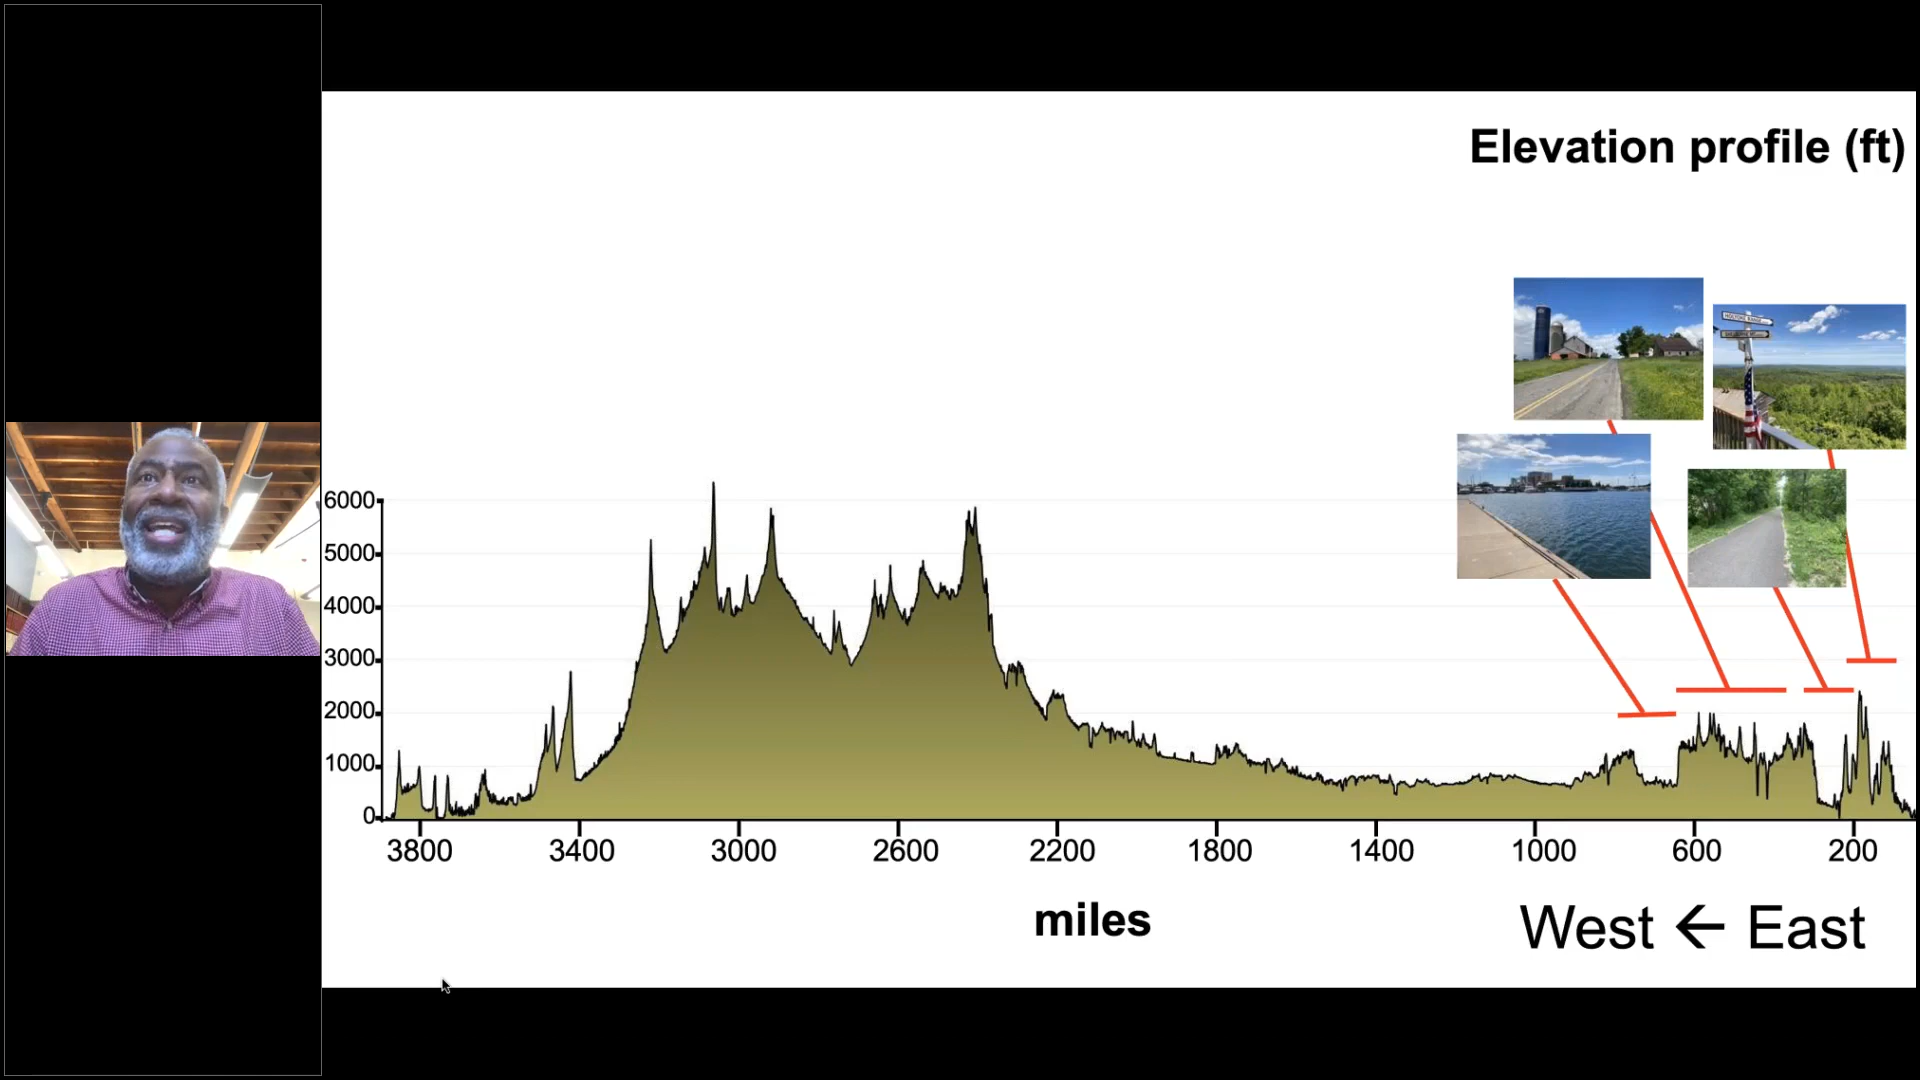 Elevation profile (ft)
6000
5000
4000
3000
2000
1000
0
3800 3400 3000 2600 2200 1800 1400 1000 600 200
miles
West ← East